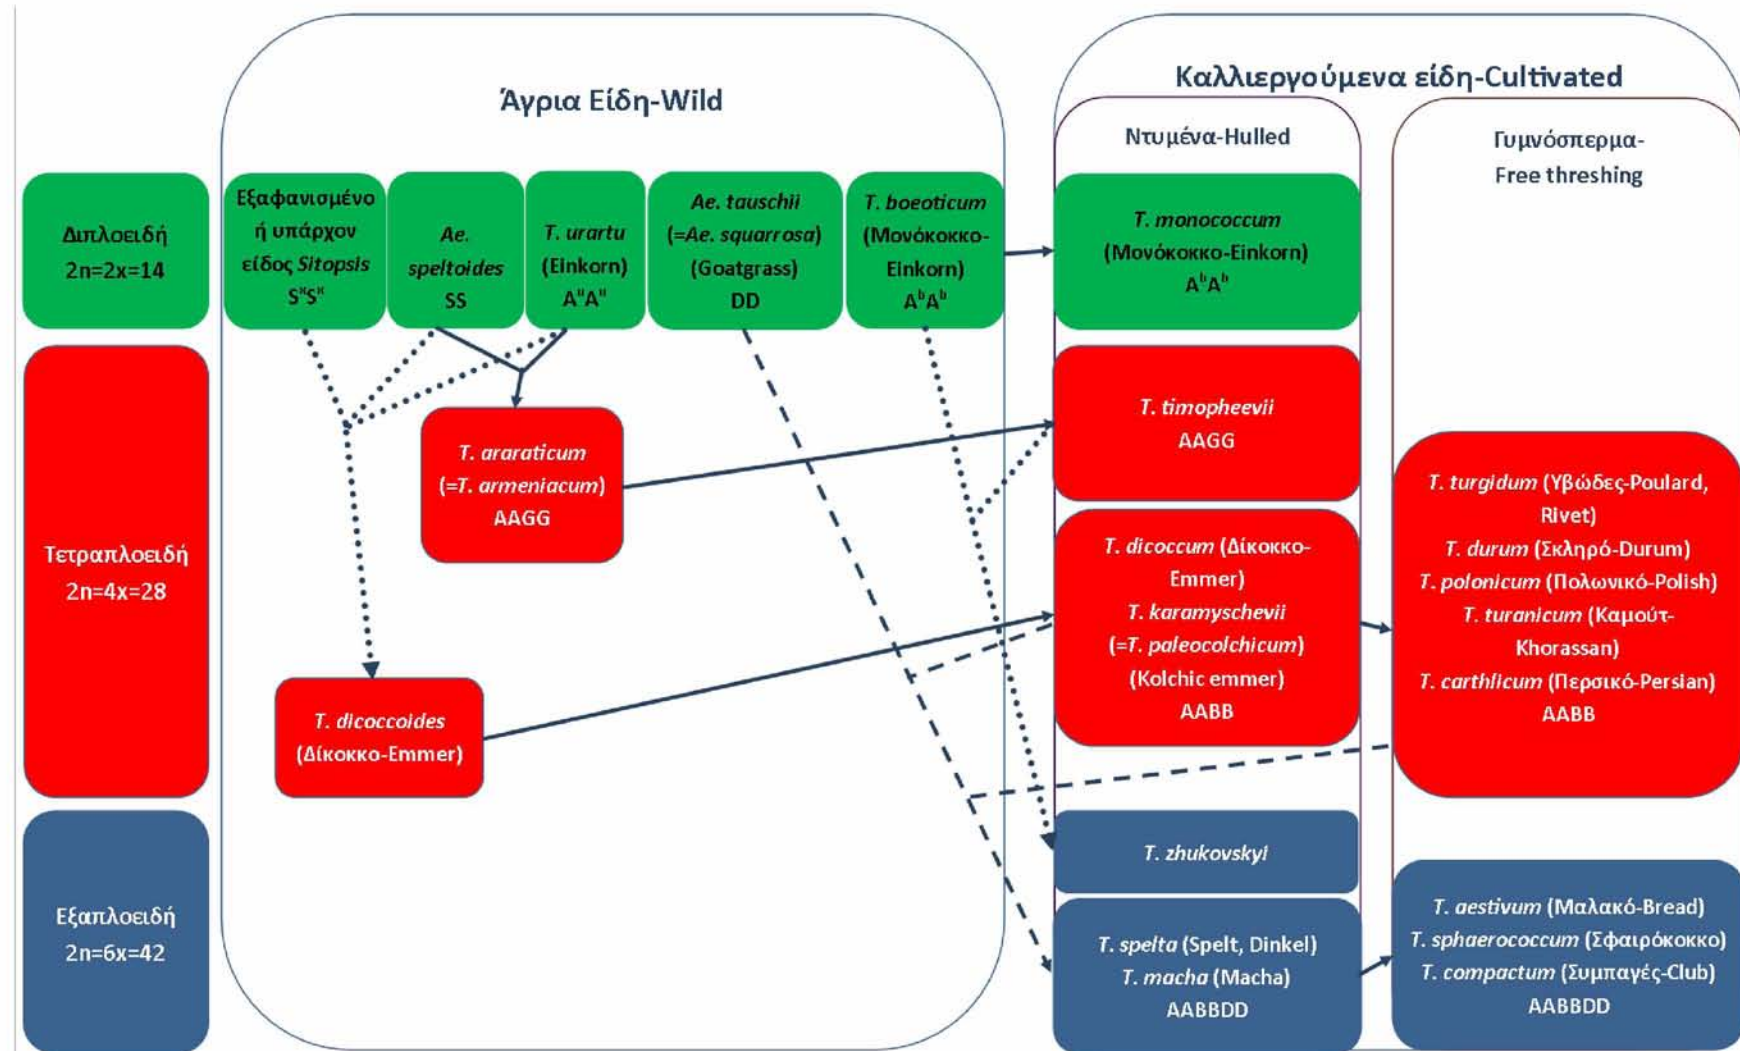 Άγρια Είδη-Wild
Καλλιεργούμενα είδη-Cultivated
Ντυμένα-Hulled
Γυμνόσπερμα-
Free threshing
Διπλοειδή
2n=2x=14
Εξαφανισμένο
ή υπάρχον
είδος Sitopsis
SˣSˣ
Ae.
speltoides
SS
T. urartu
(Einkorn)
AᵘAᵘ
Ae. tauschii
(=Ae. squarrosa)
(Goatgrass)
DD
T. boeoticum
(Μονόκοκκο-
Einkorn)
AᵇAᵇ
T. monococcum
(Μονόκοκκο-Einkorn)
AᵇAᵇ
Τετραπλοειδή
2n=4x=28
T. araraticum
(=T. armeniacum)
AAGG
T. dicoccoides
(Δίκοκκο-Emmer)
T. timopheevii
AAGG
T. dicoccum (Δίκοκκο-
Emmer)
T. karamyschevii
(=T. paleocolchicum)
(Kolchic emmer)
AABB
T. turgidum (Υβώδες-Poulard,
Rivet)
T. durum (Σκληρό-Durum)
T. polonicum (Πολωνικό-Polish)
T. turanicum (Καμούτ-
Khorassan)
T. carthlicum (Περσικό-Persian)
AABB
Εξαπλοειδή
2n=6x=42
T. zhukovskyi
T. spelta (Spelt, Dinkel)
T. macha (Macha)
AABBDD
T. aestivum (Μαλακό-Bread)
T. sphaerococcum (Σφαιρόκοκκο)
T. compactum (Συμπαγές-Club)
AABBDD